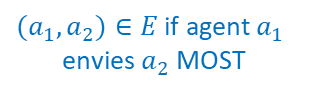 (𝑎₁, 𝑎₂) ∈ 𝐸 if agent 𝑎₁
envies 𝑎₂ MOST